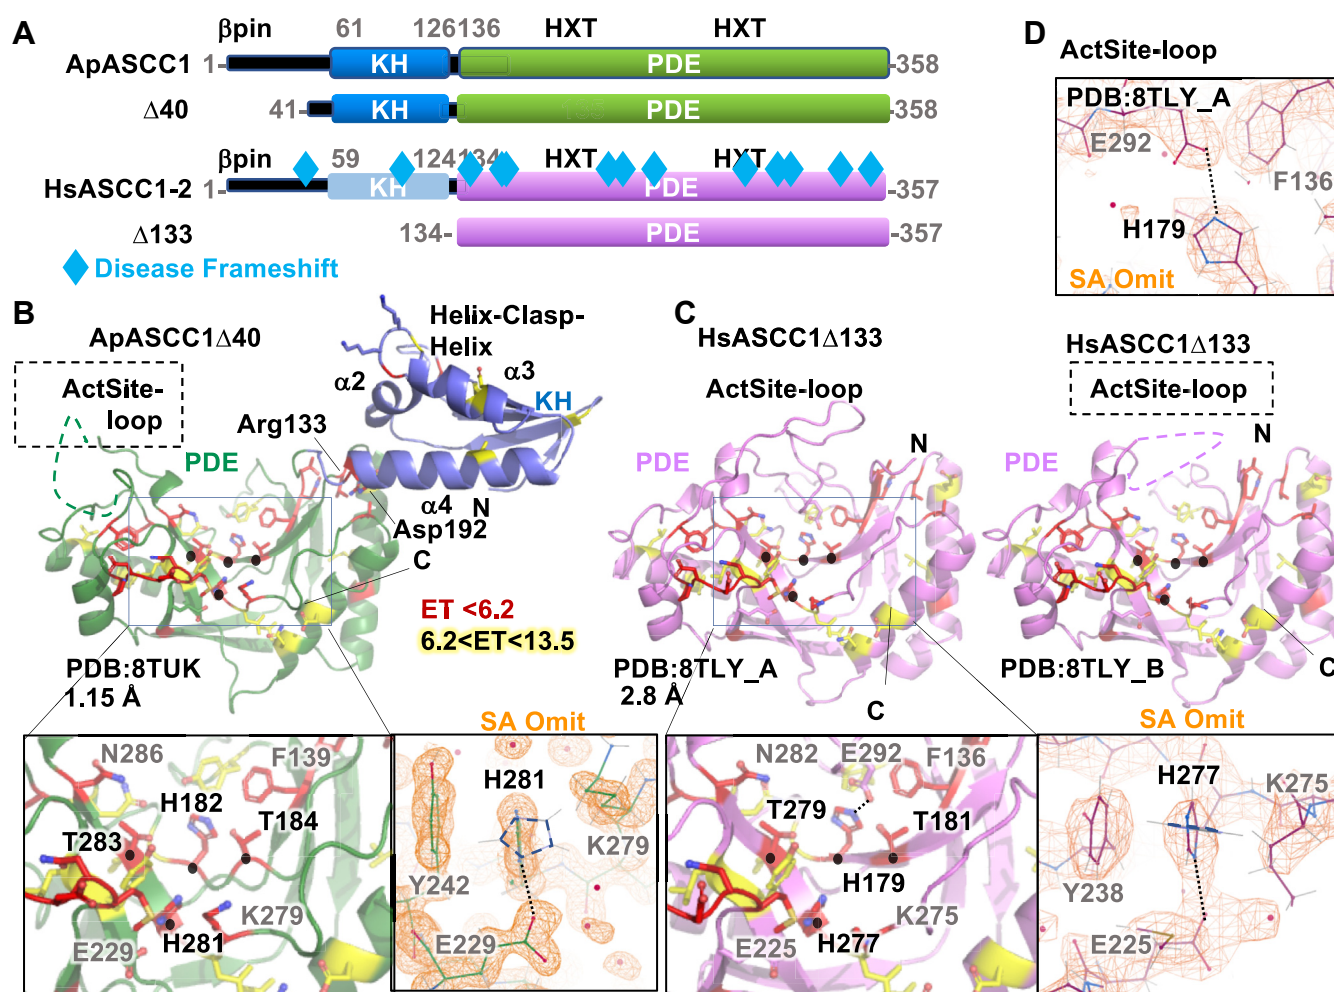 A
βpin 61 126 136 HXT HXT
ApASCC1 1 KH PDE 358
Δ40 41 KH PDE 358
βpin 59 124 134 HXT HXT
HsASCC1-2 1 KH PDE 357
Δ133 134 PDE 357
Disease Frameshift
D
ActSite-loop
PDB:8TLY_A
E292
F136
H179
SA Omit
B
ApASCC1Δ40
ActSite-
loop
PDE
Arg133
Helix-Clasp-
Helix
α2
α3
KH
α4
N
Asp192
C
ET <6.2
6.2<ET<13.5
PDB:8TUK
1.15 Å
N286
F139
H182
T283
T184
K279
E229
H281
SA Omit
H281
K279
Y242
E229
C
HsASCC1Δ133
ActSite-loop
PDE
N
PDB:8TLY_A
2.8 Å
C
HsASCC1Δ133
ActSite-loop
PDE
N
PDB:8TLY_B
C
N282
E292
F136
T279
T181
H179
K275
E225
H277
SA Omit
H277
K275
Y238
E225